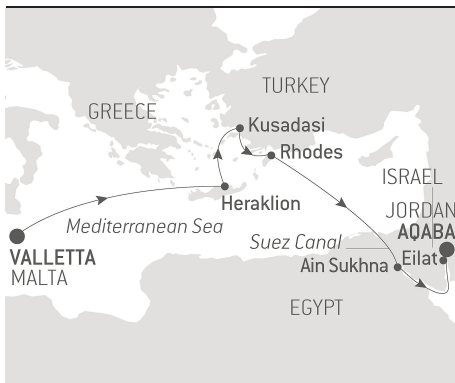 TURKEY
GREECE
Kusadasi
Rhodes
ISRAEL
Heraklion
JORDAN
Mediterranean Sea
AQABA
Suez Canal
VALLETTA
MALTA
Ain Sukhna
Eilat
EGYPT